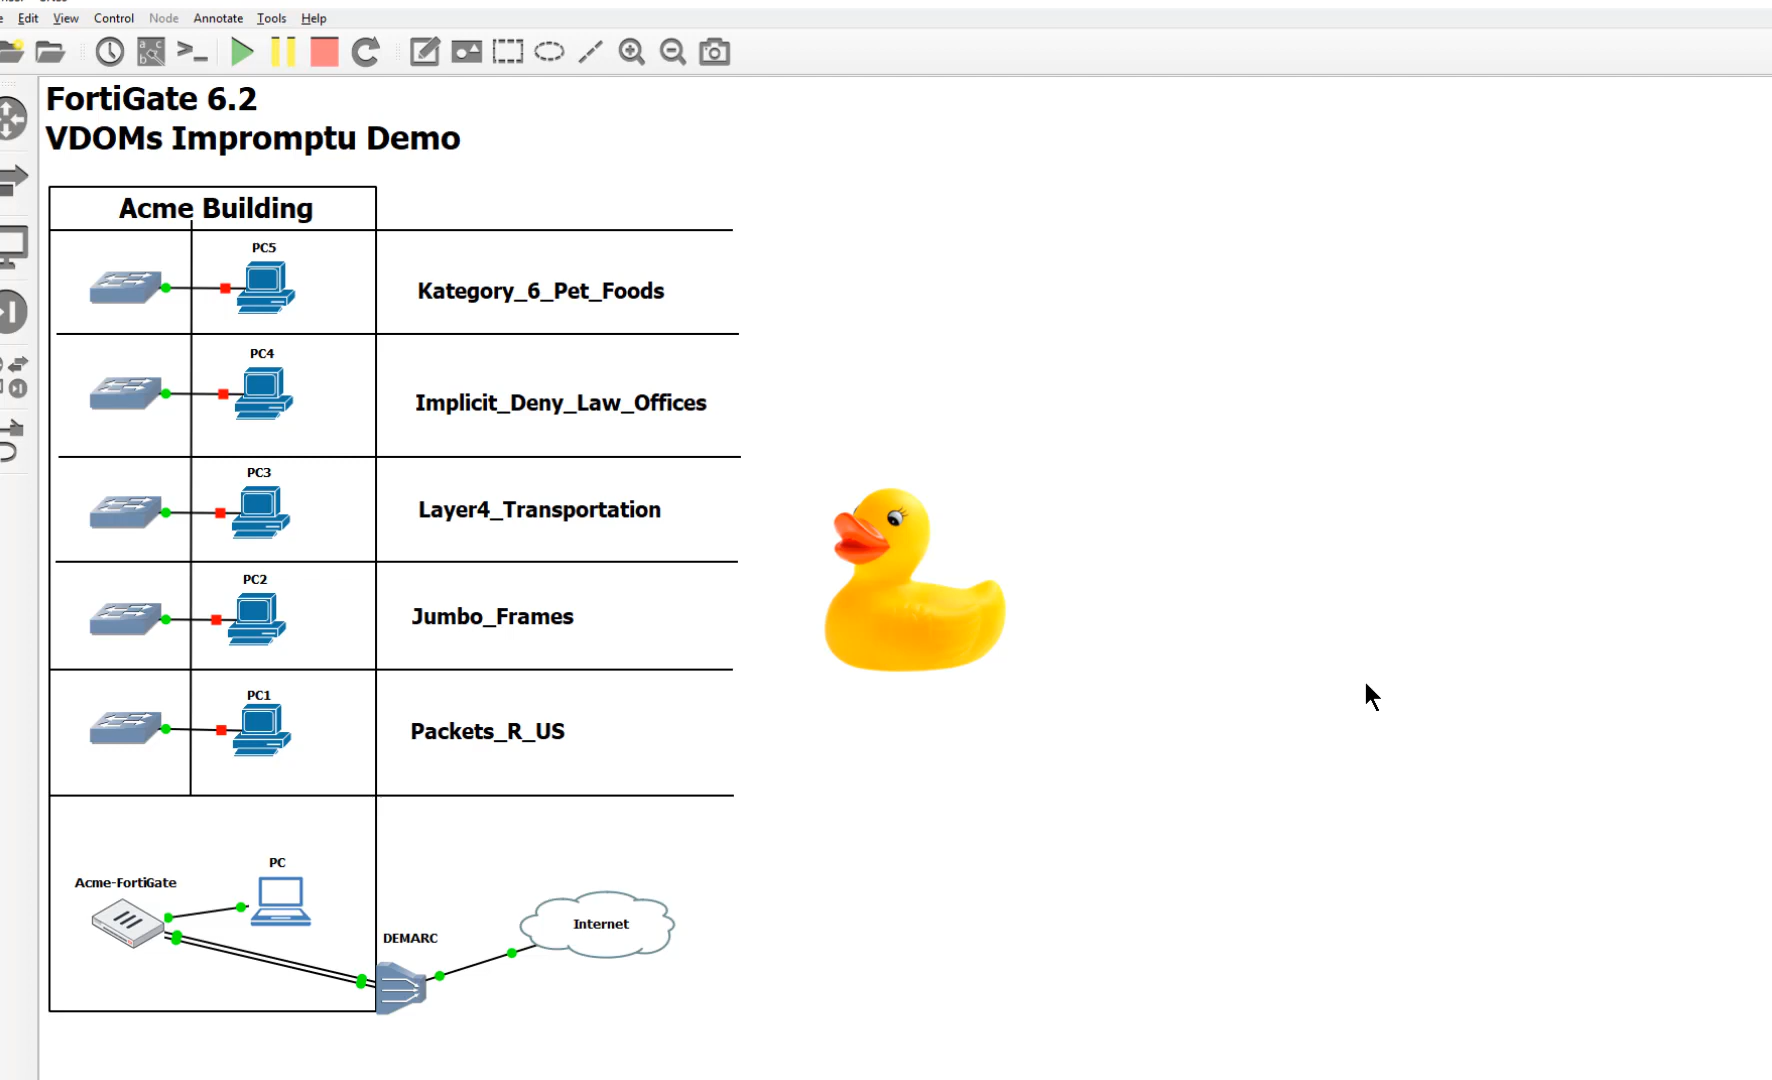 Edit View Control Node Annotate Tools Help
FortiGate 6.2
VDOMs Impromptu Demo
Acme Building
PC5
Kategory_6_Pet_Foods
PC4
Implicit_Deny_Law_Offices
PC3
Layer4_Transportation
PC2
Jumbo_Frames
PC1
Packets_R_US
PC
Acme-FortiGate
Internet
DEMARC